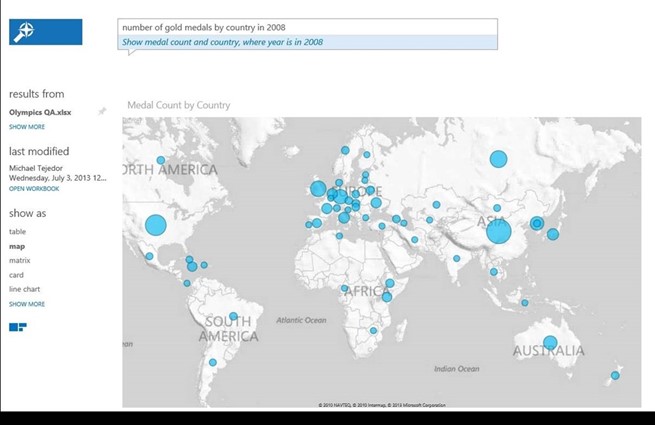 number of gold medals by country in 2008
Show medal count and country, where year is in 2008
results from
Olympics QA.xlsx
SHOW MORE
last modified
Michael Tejedor
Wednesday, July 3, 2013 12...
OPEN WORKBOOK
show as
table
map
matrix
card
line chart
SHOW MORE
Medal Count by Country
ORTH AMERICA
EUROPE
ASIA
AFRICA
SOUTH
AMERICA
Atlantic Ocean
AUSTRALIA
Indian Ocean
© 2010 NAVTEQ, © 2010 Intermap, © 2013 Microsoft Corporation